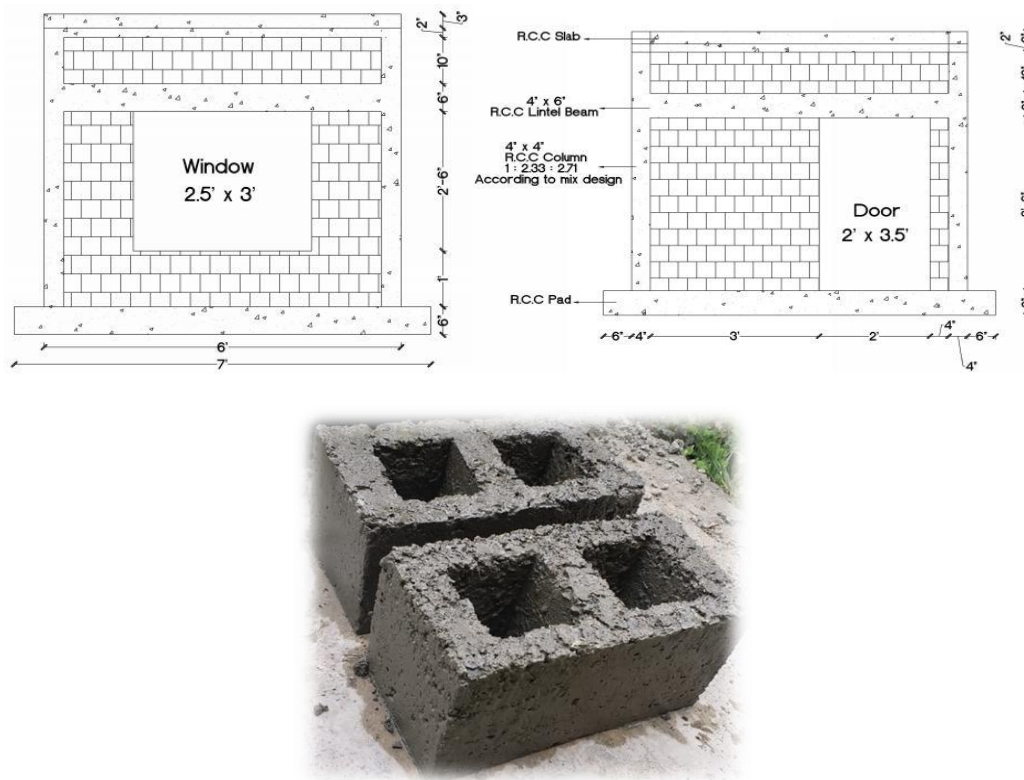 2"
3"
10"
6"
2'-6"
1'
6"
Window
2.5' x 3'
6'
7'
R.C.C Slab
4" x 6"
R.C.C Lintel Beam
4" x 4"
R.C.C Column
1 : 2.33 : 2.71
According to mix design
Door
2' x 3.5'
R.C.C Pad
2"
6" 4" 3' 2' 4" 6"
4"